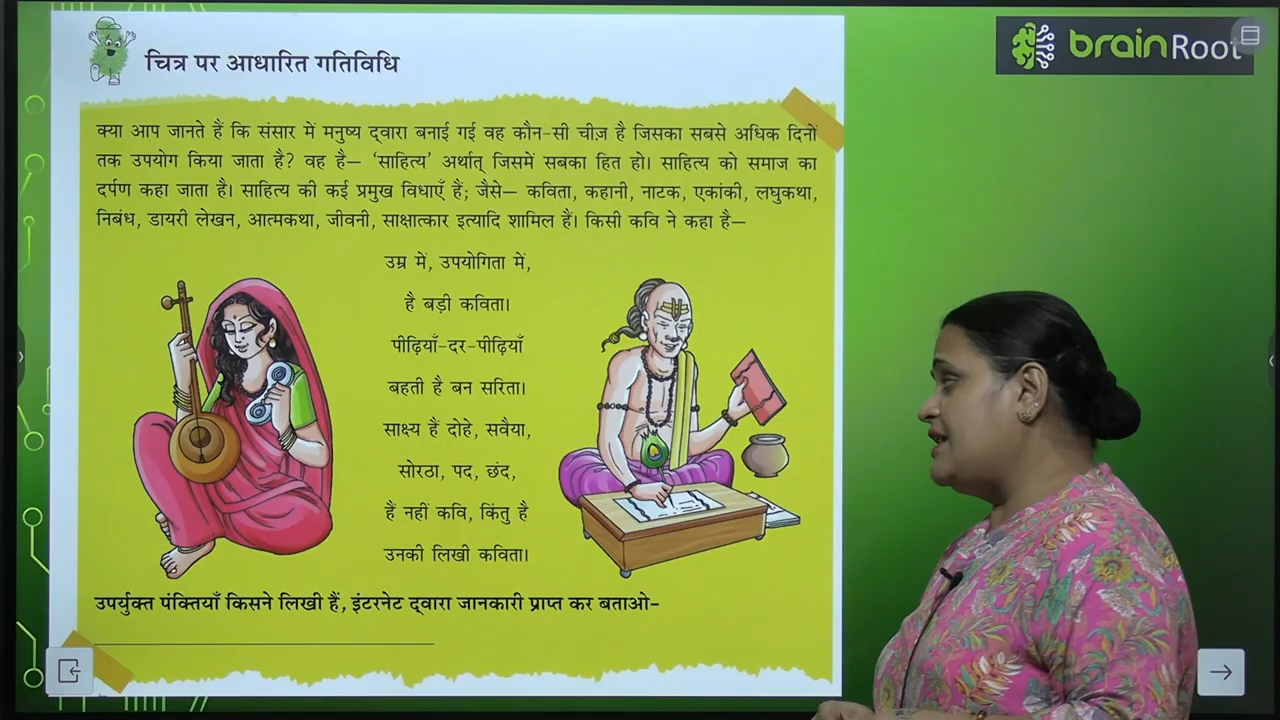 चित्र पर आधारित गतिविधि
brainRoot
क्या आप जानते हैं कि संसार में मनुष्य द्वारा बनाई गई वह कौन-सी चीज़ है जिसका सबसे अधिक दिनों
तक उपयोग किया जाता है? वह है— ‘साहित्य’ अर्थात् जिसमें सबका हित हो। साहित्य को समाज का
दर्पण कहा जाता है। साहित्य की कई प्रमुख विधाएँ हैं; जैसे— कविता, कहानी, नाटक, एकांकी, लघुकथा,
निबंध, डायरी लेखन, आत्मकथा, जीवनी, साक्षात्कार इत्यादि शामिल हैं। किसी कवि ने कहा है—
उम्र में, उपयोगिता में,
है बड़ी कविता।
पीढ़ियाँ-दर-पीढ़ियाँ
बहती है बन सरिता।
साक्ष्य हैं दोहे, सवैया,
सोरठा, पद, छंद,
हैं नहीं कवि, किंतु है
उनकी लिखी कविता।
उपर्युक्त पंक्तियाँ किसने लिखी हैं, इंटरनेट द्वारा जानकारी प्राप्त कर बताओ-